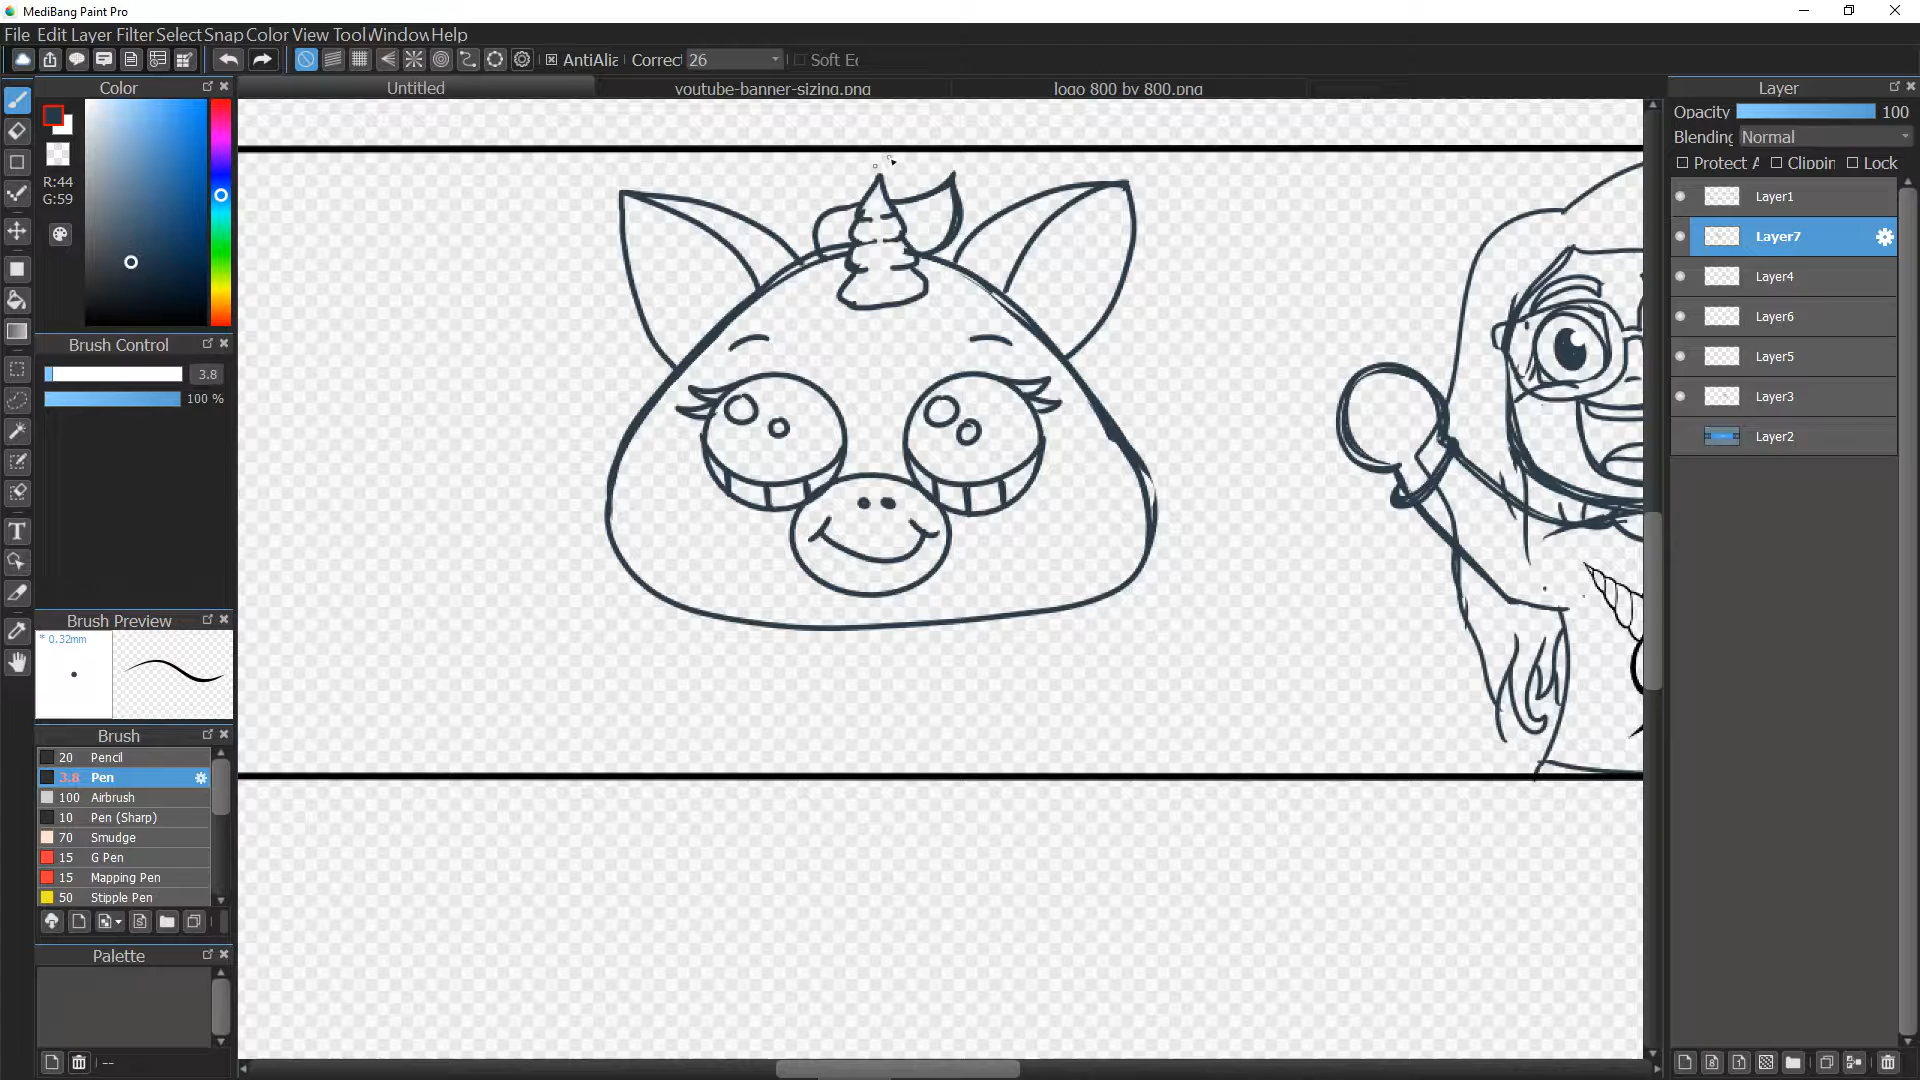 MediBang Paint Pro
File Edit Layer Filter Select Snap Color View Tool Window Help
AntiAlia Correct 26 Soft Ec
Color
Untitled
youtube-banner-sizing.png
logo 800 by 800.png
Layer
R:44
G:59
Opacity 100
Blending Normal
Protect A Clippin Lock
Layer1
Layer7
Layer4
Layer6
Layer5
Layer3
Layer2
Brush Control
3.8
100 %
Brush Preview
* 0.32mm
Brush
20 Pencil
3.8 Pen
100 Airbrush
10 Pen (Sharp)
70 Smudge
15 G Pen
15 Mapping Pen
50 Stipple Pen
Palette
--